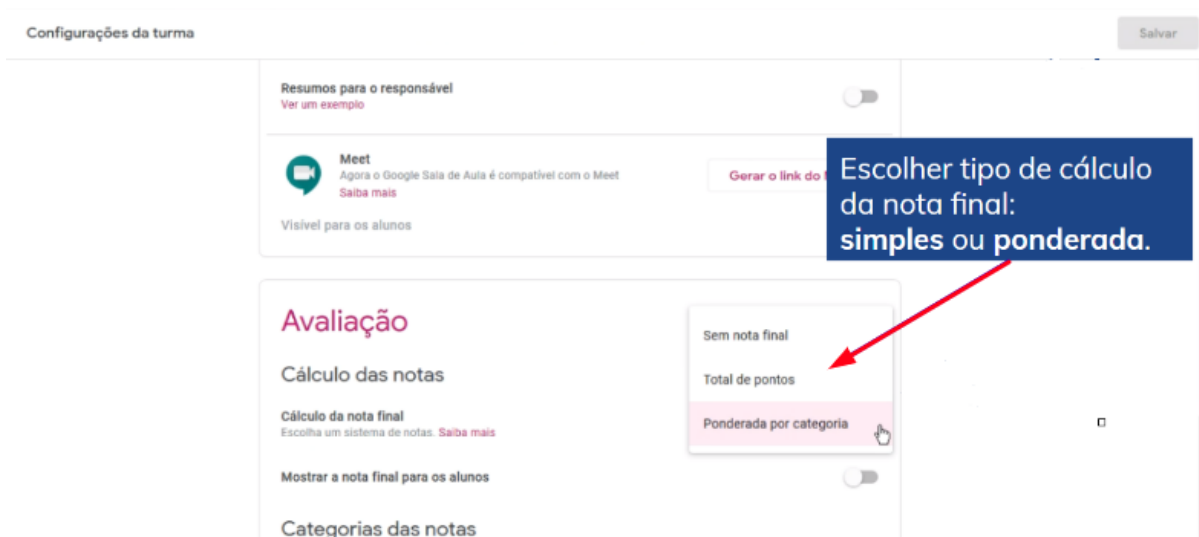 Configurações da turma
Salvar
Resumos para o responsável
Ver um exemplo
Meet
Agora o Google Sala de Aula é compatível com o Meet
Saiba mais
Gerar o link do
Visível para os alunos
Escolher tipo de cálculo
da nota final:
simples ou ponderada.
Avaliação
Cálculo das notas
Cálculo da nota final
Escolha um sistema de notas. Saiba mais
Sem nota final
Total de pontos
Ponderada por categoria
Mostrar a nota final para os alunos
Categorias das notas